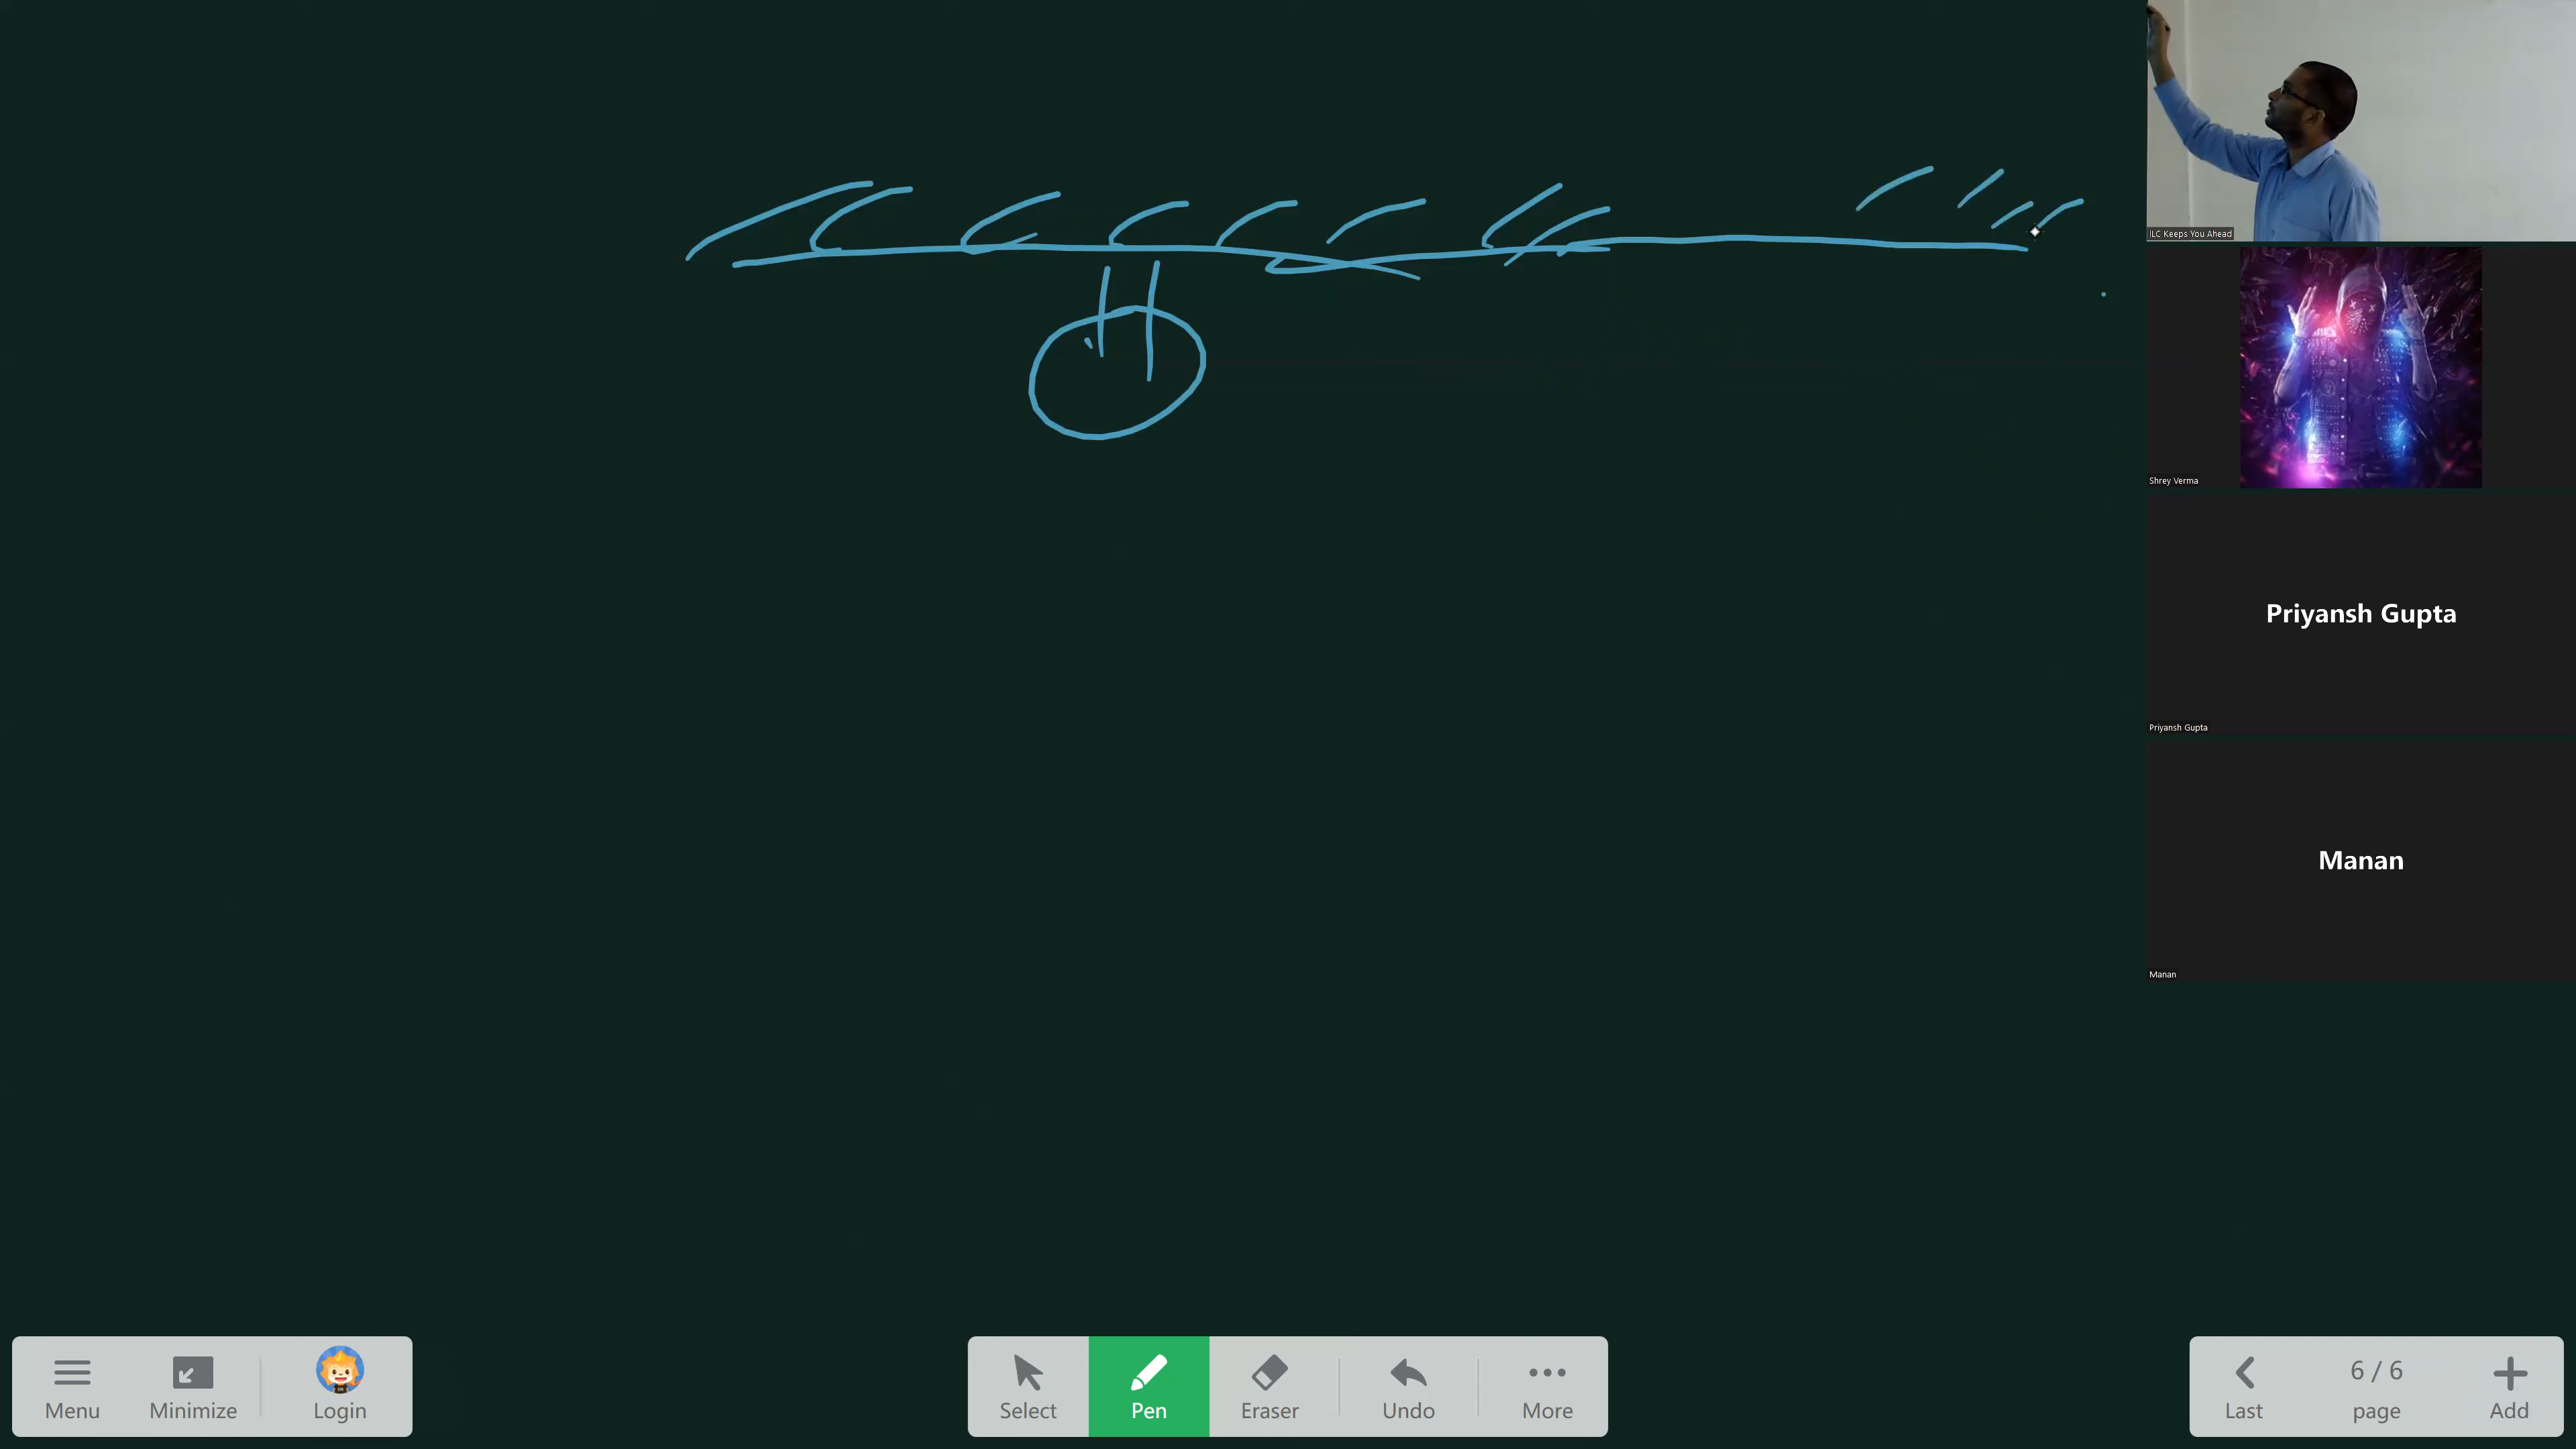 ILC Keeps You Ahead
Shrey Verma
Priyansh Gupta
Priyansh Gupta
Manan
Manan
Menu
Minimize
Login
Select
Pen
Eraser
Undo
More
Last
6 / 6
page
Add